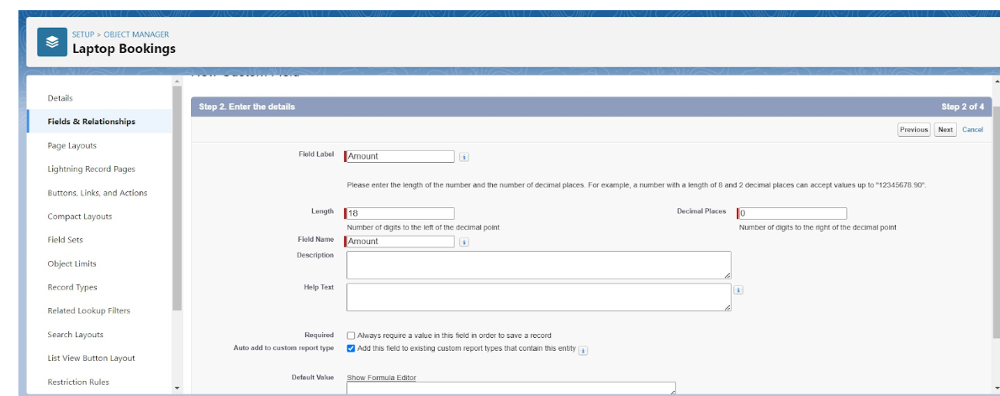 SETUP > OBJECT MANAGER
Laptop Bookings
Details
Fields & Relationships
Page Layouts
Lightning Record Pages
Buttons, Links, and Actions
Compact Layouts
Field Sets
Object Limits
Record Types
Related Lookup Filters
Search Layouts
List View Button Layout
Restriction Rules
Step 2. Enter the details Step 2 of 4
Previous Next Cancel
Field Label Amount
Please enter the length of the number and the number of decimal places. For example, a number with a length of 8 and 2 decimal places can accept values up to "12345678.90".
Length 18 Decimal Places 0
Number of digits to the left of the decimal point Number of digits to the right of the decimal point
Field Name Amount
Description
Help Text
Required Always require a value in this field in order to save a record
Auto add to custom report type Add this field to existing custom report types that contain this entity
Default Value Show Formula Editor